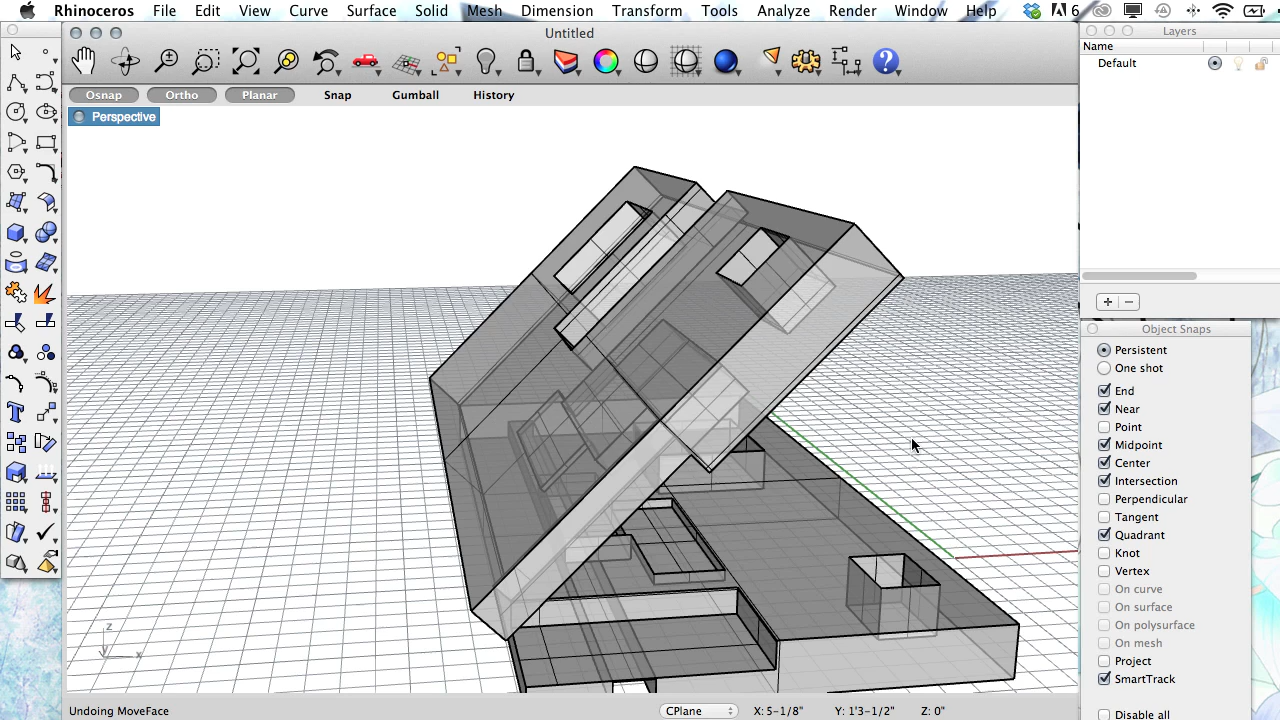 Rhinoceros File Edit View Curve Surface Solid Mesh Dimension Transform Tools Analyze Render Window Help 6
Untitled
Layers
Name
Default
Osnap Ortho Planar Snap Gumball History
Perspective
Object Snaps
Persistent
One shot
End
Near
Point
Midpoint
Center
Intersection
Perpendicular
Tangent
Quadrant
Knot
Vertex
On curve
On surface
On polysurface
On mesh
Project
SmartTrack
Disable all
z
x
Undoing MoveFace CPlane X: 5-1/8" Y: 1'3-1/2" Z: 0"